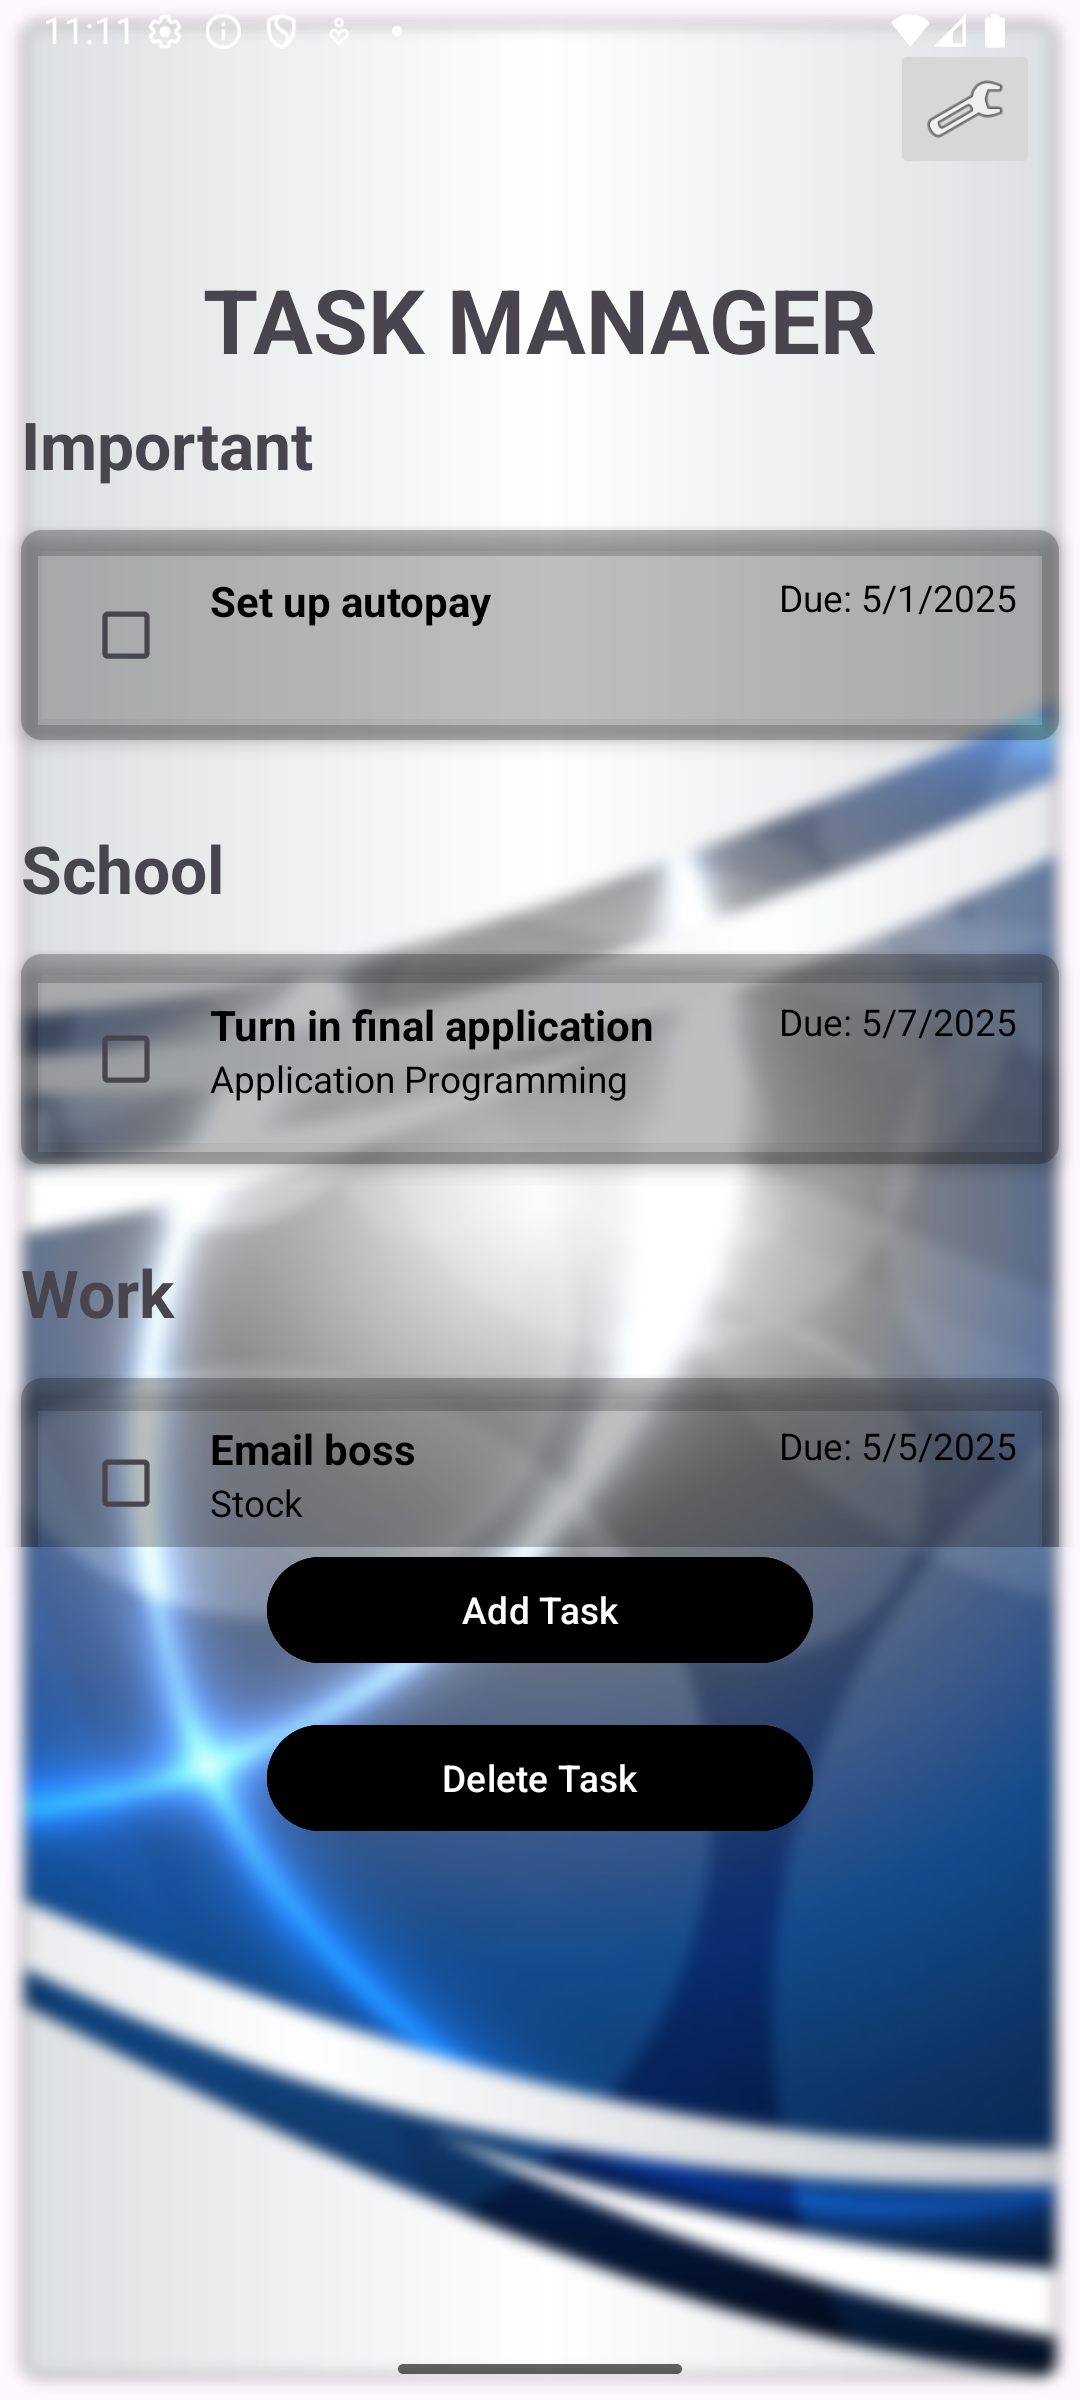 11:11
TASK MANAGER
Important
Set up autopay
Due: 5/1/2025
School
Turn in final application
Due: 5/7/2025
Application Programming
Work
Email boss
Due: 5/5/2025
Stock
Add Task
Delete Task